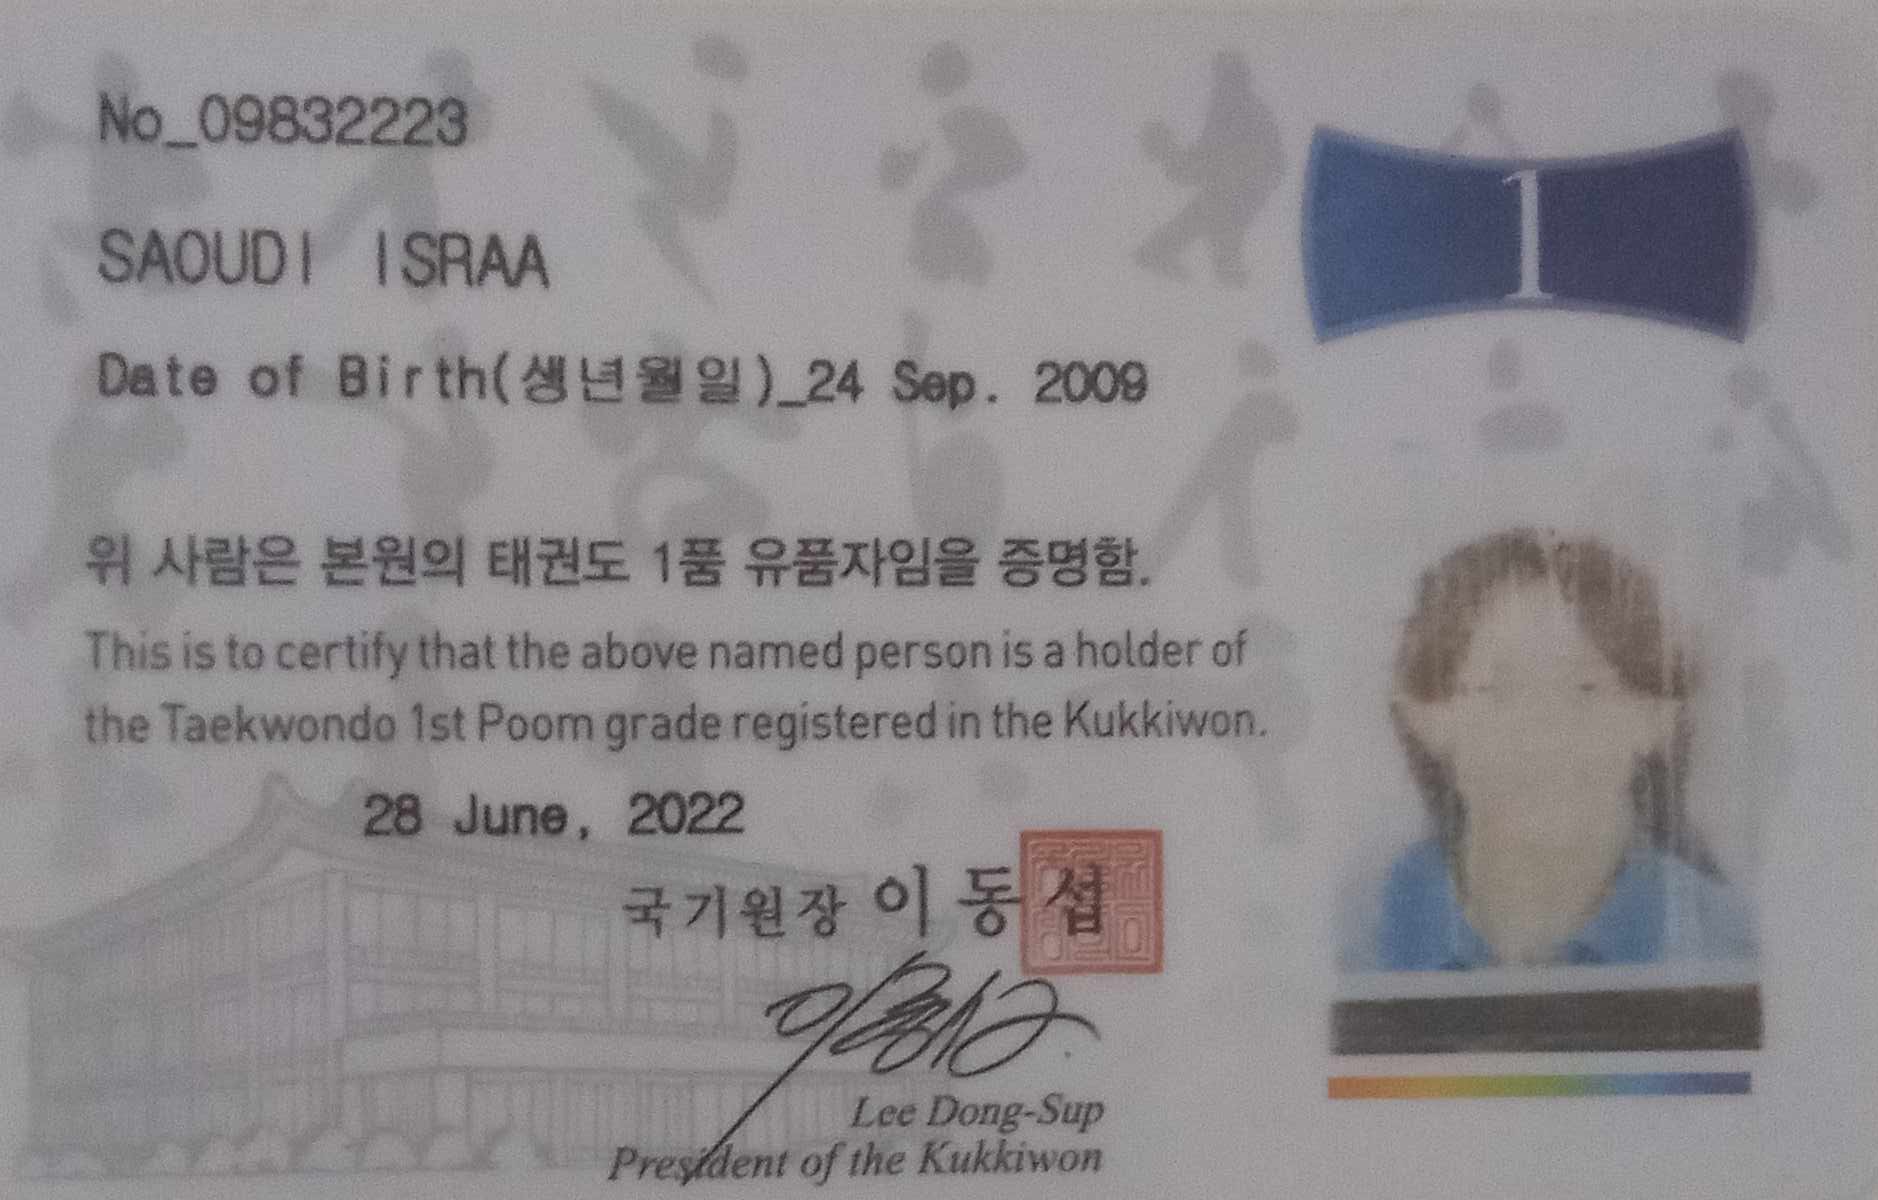 No_09832223
1
SAOUDI ISRAA
Date of Birth(생년월일)_24 Sep. 2009
위 사람은 본원의 태권도 1품 유품자임을 증명함.
This is to certify that the above named person is a holder of
the Taekwondo 1st Poom grade registered in the Kukkiwon.
28 June, 2022
국기원장 이동섭
Lee Dong-Sup
President of the Kukkiwon